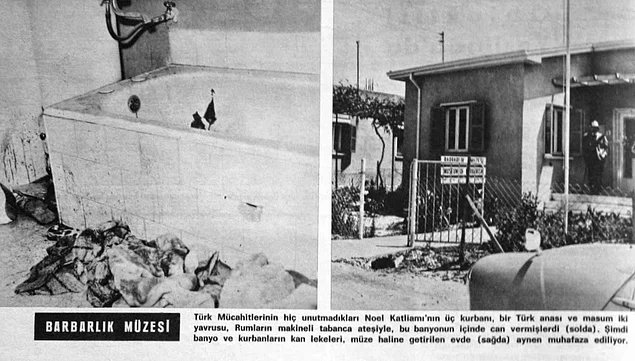 BARBARLIK MÜZESİ
BARBARLIK MÜZESİ
Türk Mücahitlerinin hiç unutmadıkları Noel Katliamı'nın üç kurbanı, bir Türk anası ve masum iki
yavrusu, Rumların makineli tabanca ateşiyle, bu banyonun içinde can vermişlerdi (solda). Şimdi
banyo ve kurbanların kan lekeleri, müze haline getirilen evde (sağda) aynen muhafaza ediliyor.